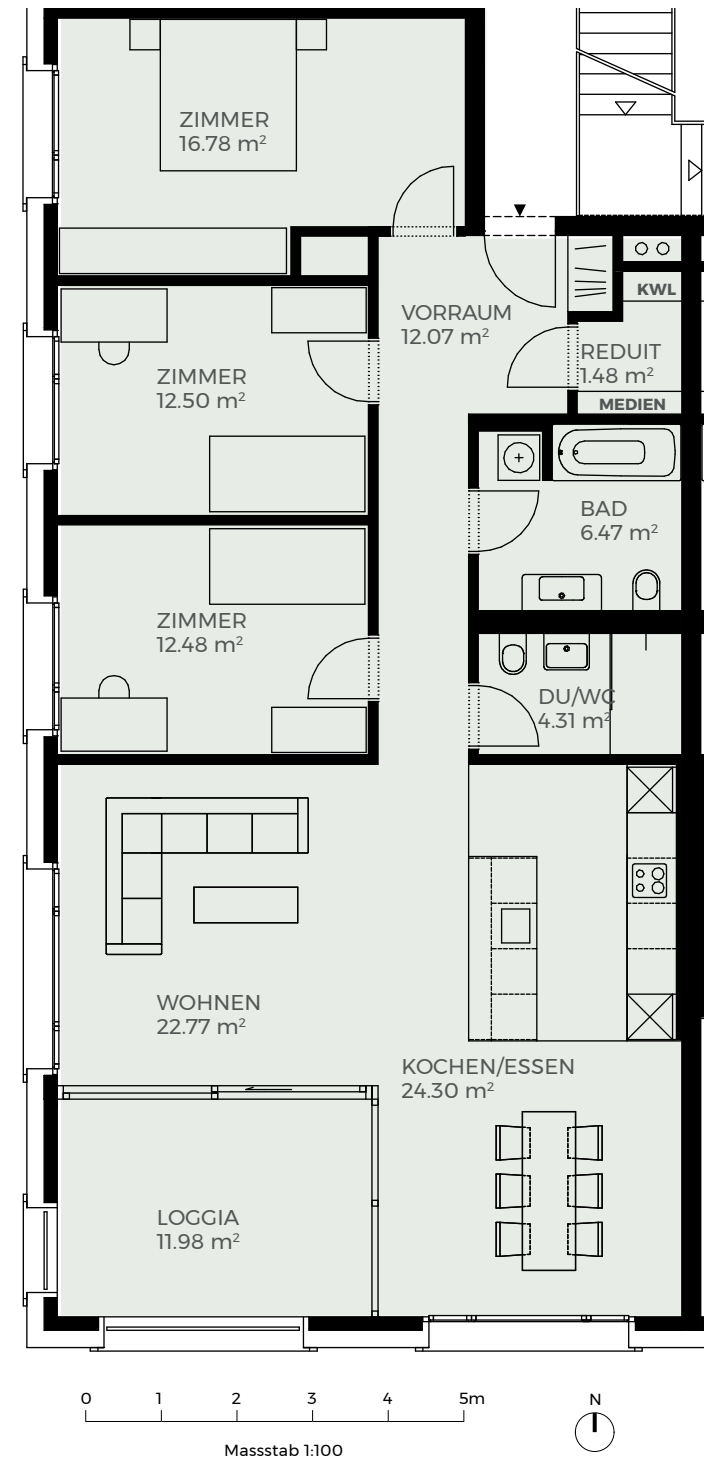 ZIMMER
16.78 m²
VORRAUM
12.07 m²
KWL
REDUIT
1.48 m²
MEDIEN
ZIMMER
12.50 m²
BAD
6.47 m²
ZIMMER
12.48 m²
DU/WC
4.31 m²
WOHNEN
22.77 m²
KOCHEN/ESSEN
24.30 m²
LOGGIA
11.98 m²
0 1 2 3 4 5m
N
Massstab 1:100